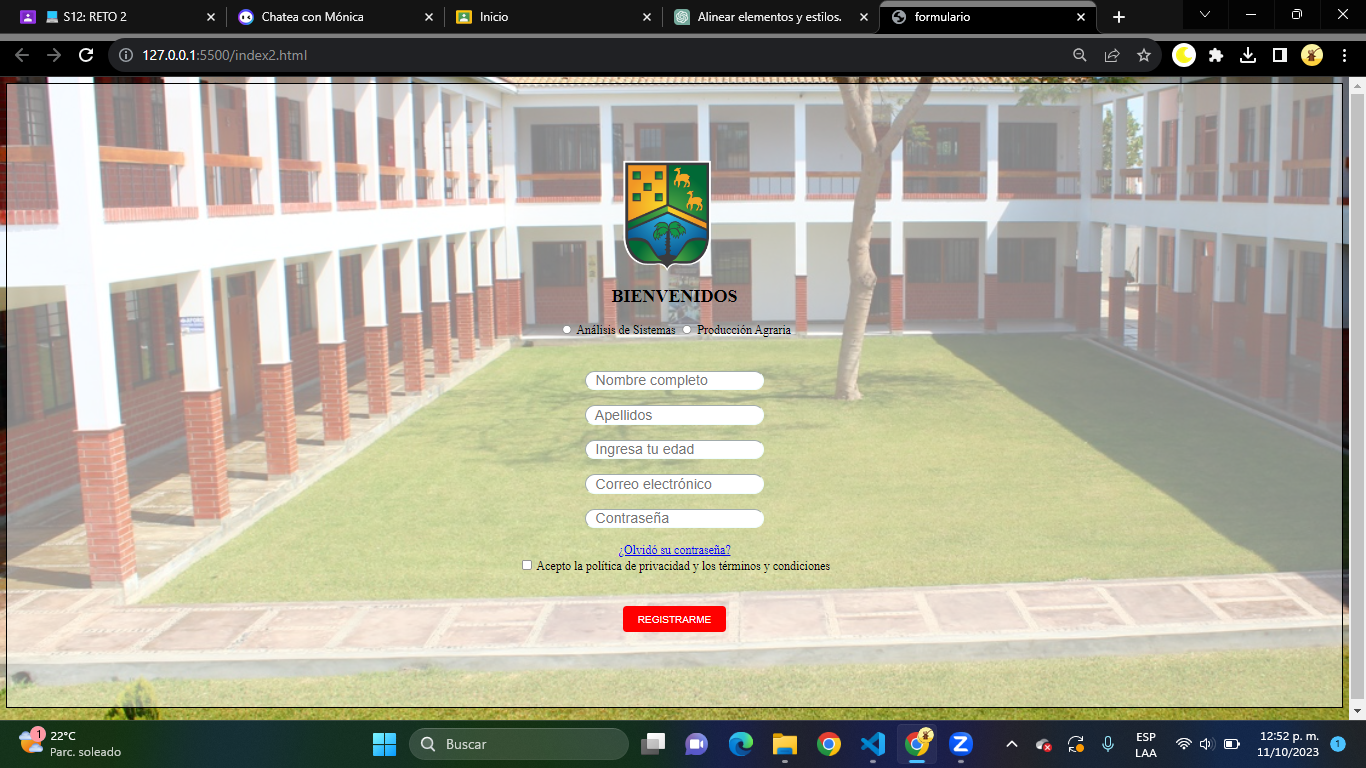 S12: RETO 2
Chatea con Mónica
Inicio
Alinear elementos y estilos.
formulario
127.0.0.1:5500/index2.html
BIENVENIDOS
Análisis de Sistemas Producción Agraria
Nombre completo
Apellidos
Ingresa tu edad
Correo electrónico
Contraseña
¿Olvidó su contraseña?
Acepto la política de privacidad y los términos y condiciones
REGISTRARME
1
22°C
Parc. soleado
Buscar
ESP
LAA
12:52 p. m.
11/10/2023
1